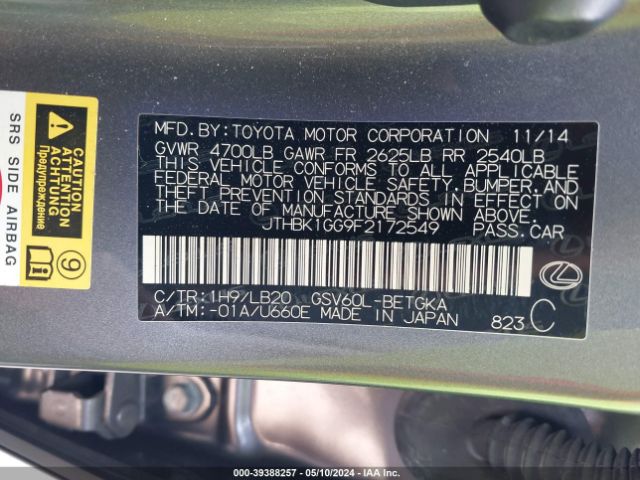 MFD. BY: TOYOTA MOTOR CORPORATION 11/14
GVWR 4700LB GAWR FR 2625LB RR 2540LB
THIS VEHICLE CONFORMS TO ALL APPLICABLE
FEDERAL MOTOR VEHICLE SAFETY, BUMPER, AND
THEFT PREVENTION STANDARDS IN EFFECT ON
THE DATE OF MANUFACTURE SHOWN ABOVE.
JTHBK1GG9F2172549 PASS.CAR
C/TR: 1H9/LB20 GSV60L-BETGKA
A/TM: -01A/U660E MADE IN JAPAN 823 C
SRS SIDE AIRBAG
CAUTION
ATTENTION
ACHTUNG
Предупреждение
9
000-39388257 - 05/10/2024 - IAA Inc.